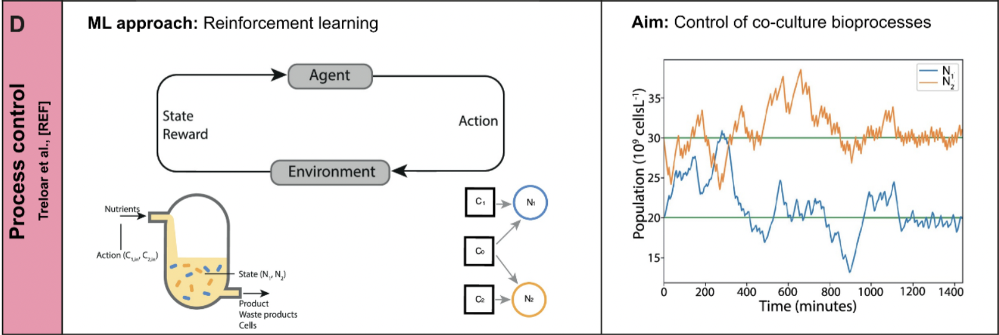 D
Process control
Treloar et al., [REF]
ML approach: Reinforcement learning
Agent
State
Reward
Action
Environment
Nutrients
Action (C1,in, C2,in)
State (N1, N2)
Product
Waste products
Cells
C1
N1
C0
C2
N2
Aim: Control of co-culture bioprocesses
N1
N2
Population (10⁹ cellsL⁻¹)
35
30
25
20
15
0 200 400 600 800 1000 1200 1400
Time (minutes)